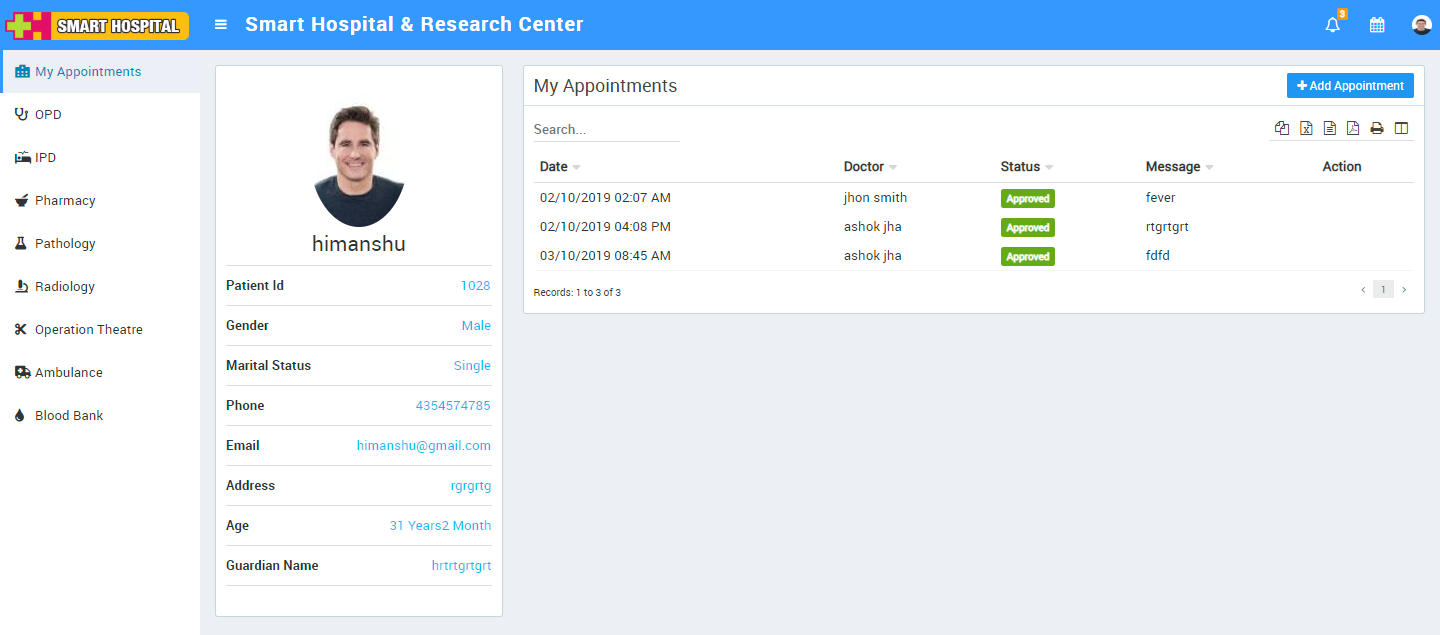 SMART HOSPITAL
Smart Hospital & Research Center
3
My Appointments
OPD
IPD
Pharmacy
Pathology
Radiology
Operation Theatre
Ambulance
Blood Bank
himanshu
Patient Id 1028
Gender Male
Marital Status Single
Phone 4354574785
Email himanshu@gmail.com
Address rgrgrtg
Age 31 Years2 Month
Guardian Name hrtrtgrtgrt
My Appointments
Add Appointment
Search...
Date Doctor Status Message Action
02/10/2019 02:07 AM jhon smith Approved fever
02/10/2019 04:08 PM ashok jha Approved rtgrtgrt
03/10/2019 08:45 AM ashok jha Approved fdfd
Records: 1 to 3 of 3
1